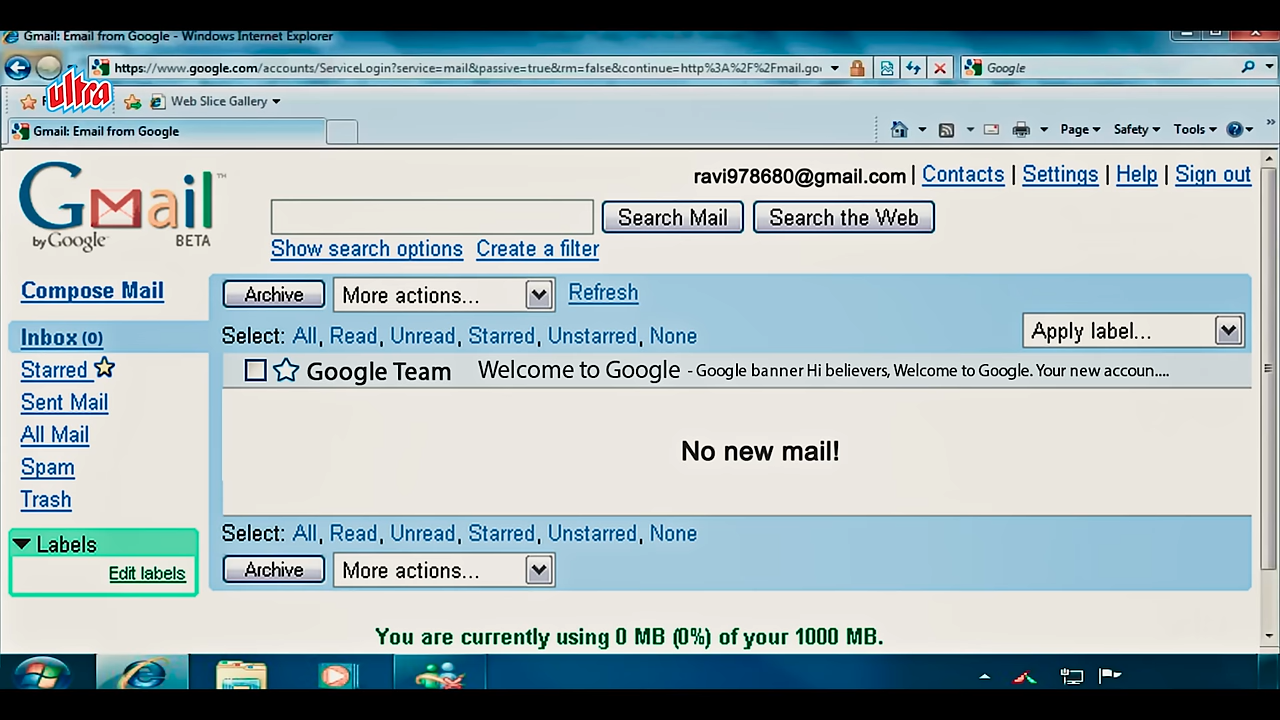 Gmail: Email from Google - Windows Internet Explorer
https://www.google.com/accounts/ServiceLogin?service=mail&passive=true&rm=false&continue=http%3A%2F%2Fmail.go
Google
ultra
Web Slice Gallery
Gmail: Email from Google
Page Safety Tools
Gmail™
by Google
BETA
ravi978680@gmail.com | Contacts | Settings | Help | Sign out
Search Mail Search the Web
Show search options Create a filter
Compose Mail
Archive More actions... Refresh
Inbox (0)
Select: All, Read, Unread, Starred, Unstarred, None
Apply label...
Starred
Google Team Welcome to Google - Google banner Hi believers, Welcome to Google. Your new accoun....
Sent Mail
All Mail
No new mail!
Spam
Trash
Select: All, Read, Unread, Starred, Unstarred, None
Labels
Edit labels
Archive More actions...
You are currently using 0 MB (0%) of your 1000 MB.